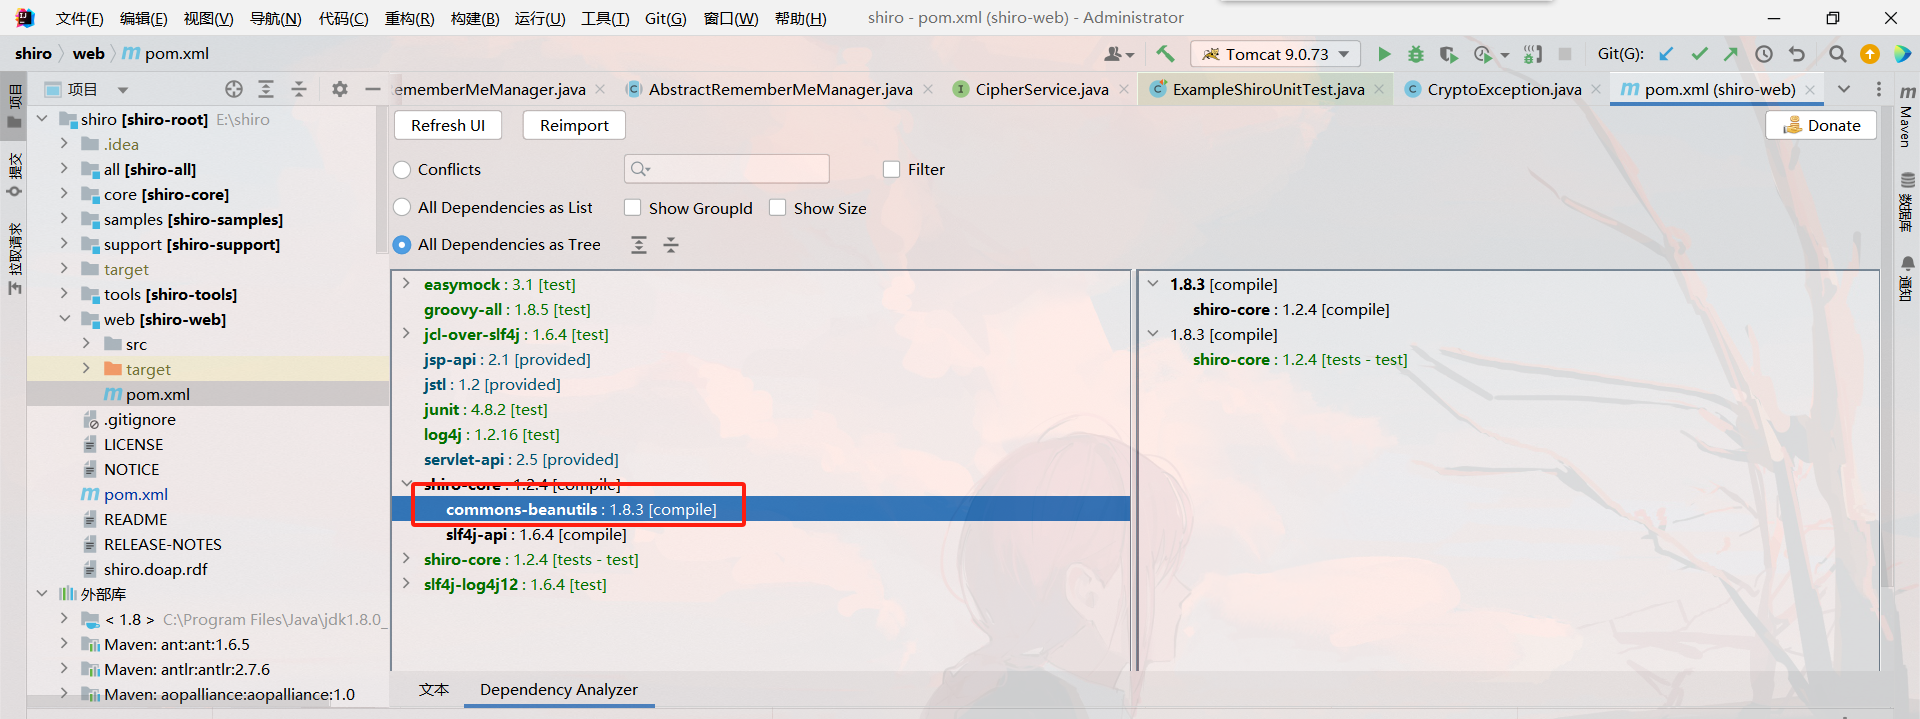 文件(F) 编辑(E) 视图(V) 导航(N) 代码(C) 重构(R) 构建(B) 运行(U) 工具(T) Git(G) 窗口(W) 帮助(H) shiro - pom.xml (shiro-web) - Administrator
shiro web pom.xml Tomcat 9.0.73 Git(G):
项目 ememberMeManager.java AbstractRememberMeManager.java CipherService.java ExampleShiroUnitTest.java CryptoException.java pom.xml (shiro-web)
项目
提交
拉取请求
shiro [shiro-root] E:\shiro
.idea
all [shiro-all]
core [shiro-core]
samples [shiro-samples]
support [shiro-support]
target
tools [shiro-tools]
web [shiro-web]
src
target
pom.xml
.gitignore
LICENSE
NOTICE
pom.xml
README
RELEASE-NOTES
shiro.doap.rdf
外部库
< 1.8 > C:\Program Files\Java\jdk1.8.0_
Maven: ant:ant:1.6.5
Maven: antlr:antlr:2.7.6
Maven: aopalliance:aopalliance:1.0
Refresh UI Reimport Donate
Conflicts Filter
All Dependencies as List Show GroupId Show Size
All Dependencies as Tree
easymock : 3.1 [test]
groovy-all : 1.8.5 [test]
jcl-over-slf4j : 1.6.4 [test]
jsp-api : 2.1 [provided]
jstl : 1.2 [provided]
junit : 4.8.2 [test]
log4j : 1.2.16 [test]
servlet-api : 2.5 [provided]
shiro-core : 1.2.4 [compile]
commons-beanutils : 1.8.3 [compile]
slf4j-api : 1.6.4 [compile]
shiro-core : 1.2.4 [tests - test]
slf4j-log4j12 : 1.6.4 [test]
1.8.3 [compile]
shiro-core : 1.2.4 [compile]
1.8.3 [compile]
shiro-core : 1.2.4 [tests - test]
文本 Dependency Analyzer
Maven
数据库
通知